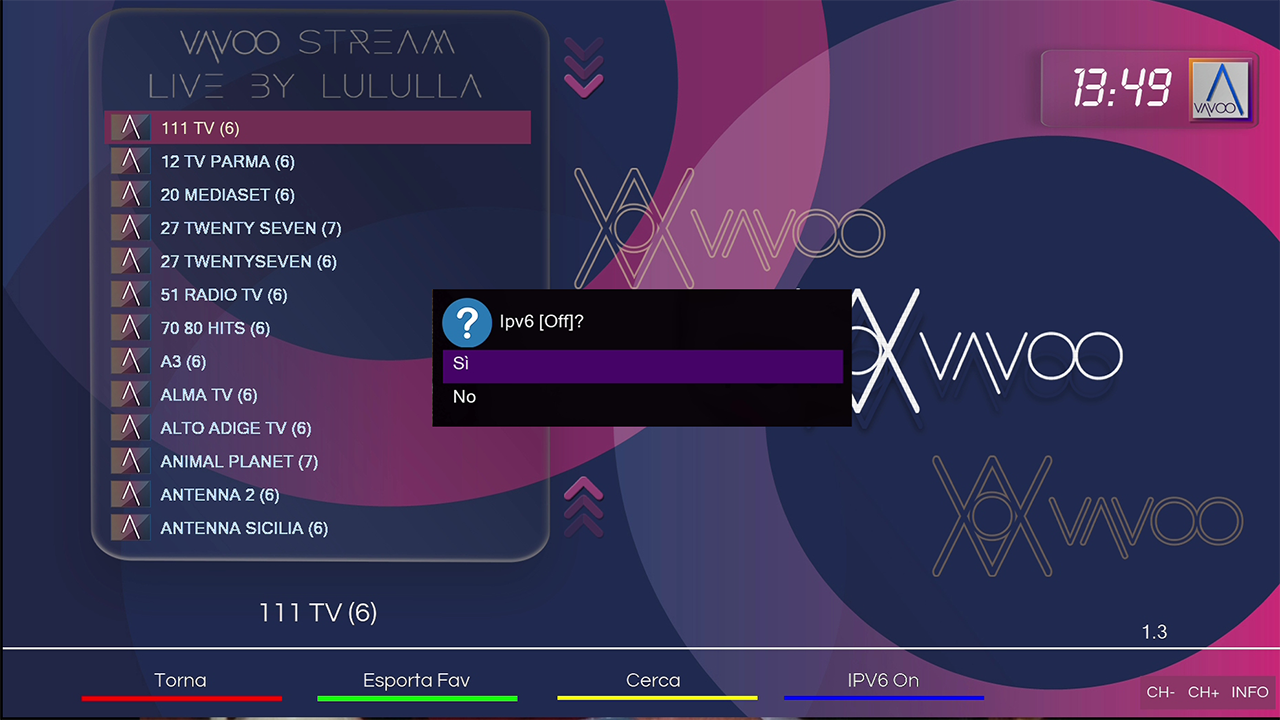 VAVOO STREAM
LIVE BY LULULLA
13:49
VAVOO
111 TV (6)
12 TV PARMA (6)
20 MEDIASET (6)
27 TWENTY SEVEN (7)
27 TWENTYSEVEN (6)
51 RADIO TV (6)
70 80 HITS (6)
A3 (6)
ALMA TV (6)
ALTO ADIGE TV (6)
ANIMAL PLANET (7)
ANTENNA 2 (6)
ANTENNA SICILIA (6)
VAVOO
? Ipv6 [Off]?
Sì
No
VAVOO
VAVOO
111 TV (6)
1.3
Torna
Esporta Fav
Cerca
IPV6 On
CH- CH+ INFO